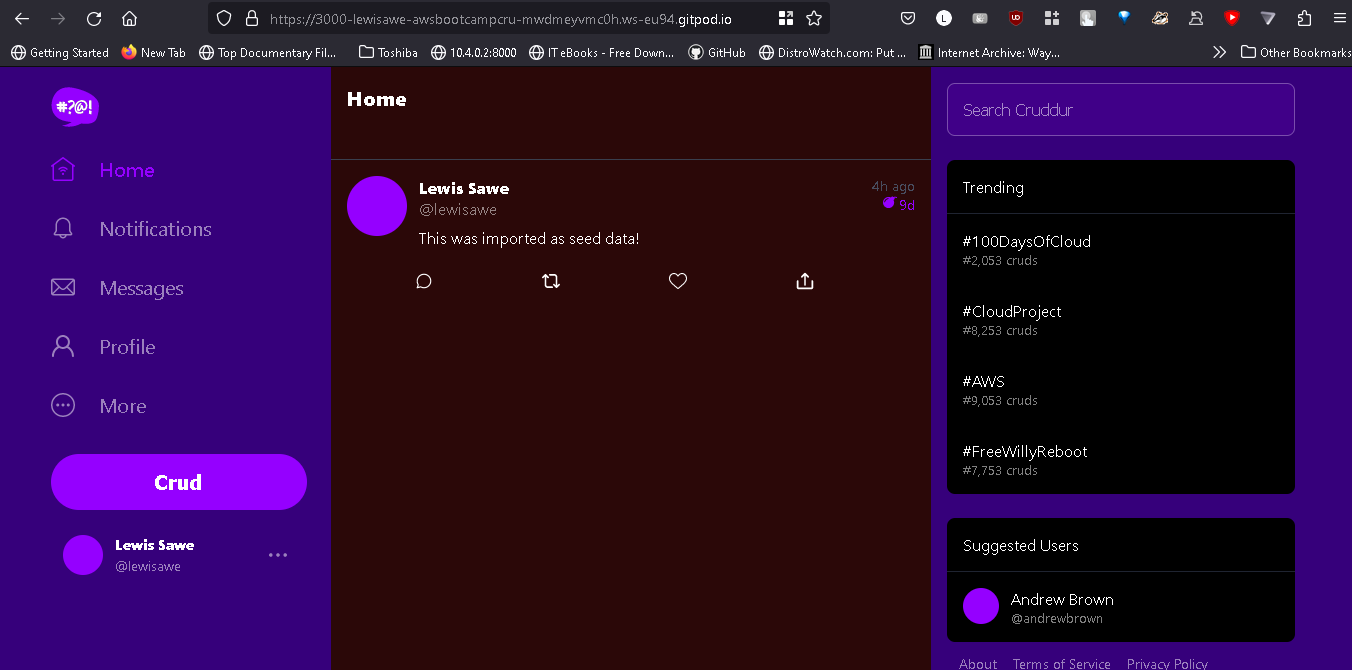 https://3000-lewisawe-awsbootcampcru-mwdmeyvmc0h.ws-eu94.gitpod.io
L
Getting Started
New Tab
Top Documentary Fil...
Toshiba
10.4.0.2:8000
IT eBooks - Free Down...
GitHub
DistroWatch.com: Put ...
Internet Archive: Way...
Other Bookmarks
#?@!
Home
Notifications
Messages
Profile
More
Crud
Lewis Sawe
@lewisawe
Home
Lewis Sawe
4h ago
@lewisawe
9d
This was imported as seed data!
Search Cruddur
Trending
#100DaysOfCloud
#2,053 cruds
#CloudProject
#8,253 cruds
#AWS
#9,053 cruds
#FreeWillyReboot
#7,753 cruds
Suggested Users
Andrew Brown
@andrewbrown
About
Terms of Service
Privacy Policy